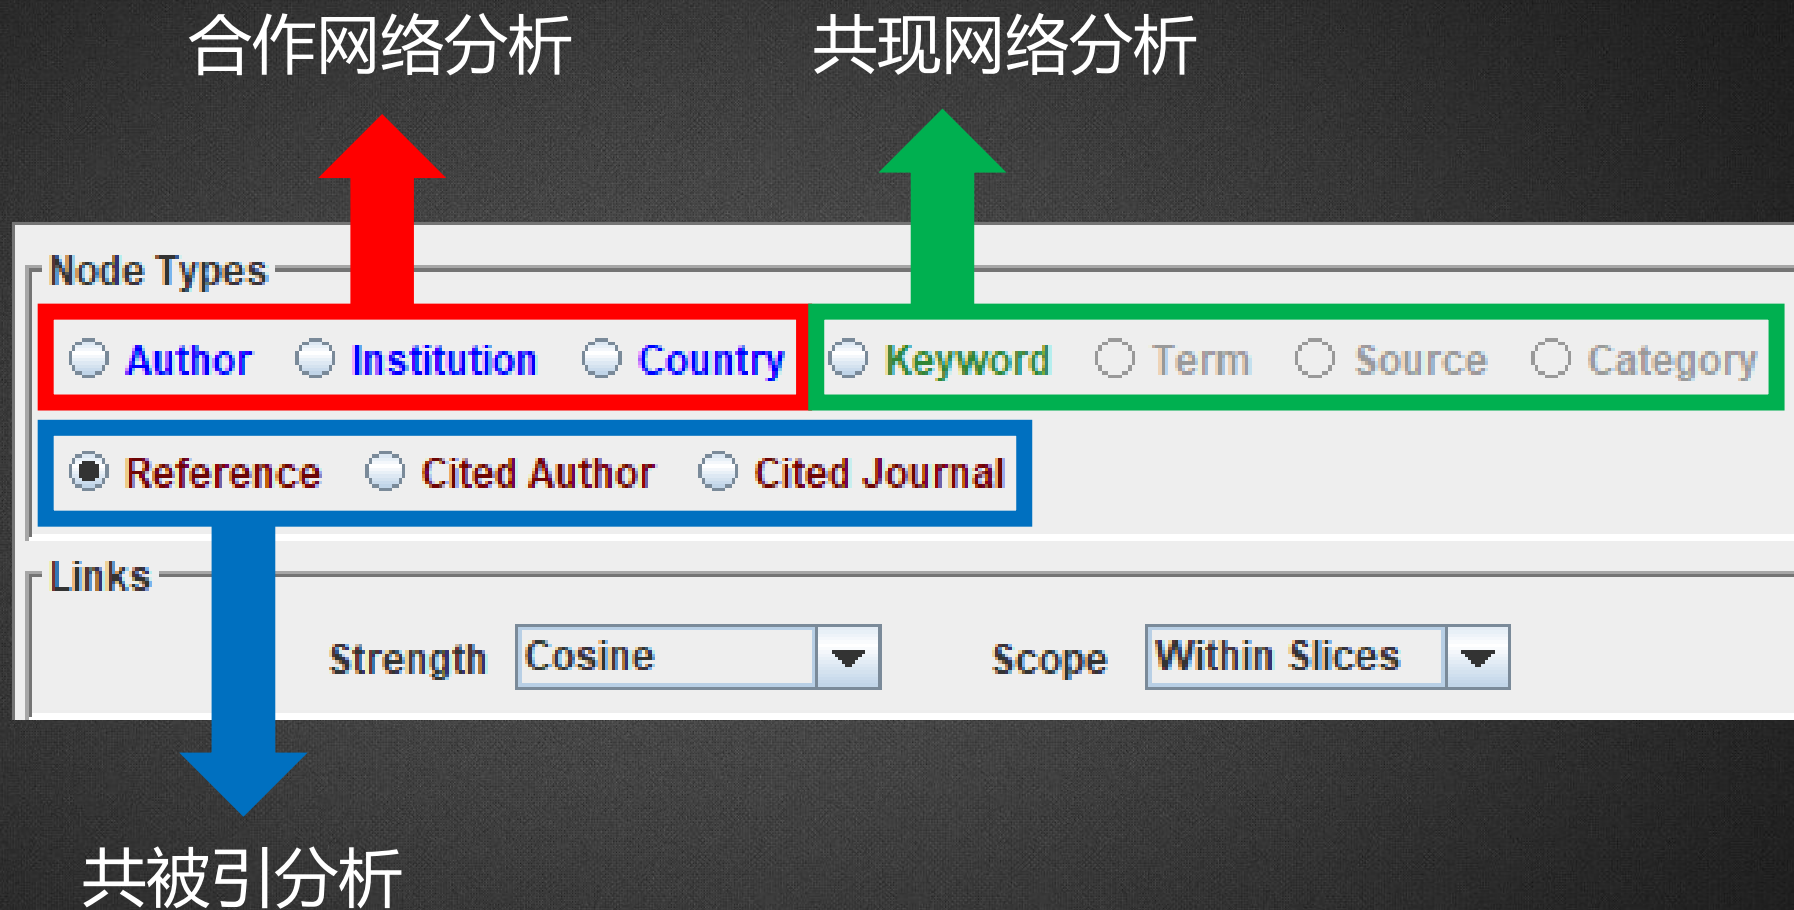 合作网络分析 共现网络分析
Node Types
Author Institution Country Keyword Term Source Category
Reference Cited Author Cited Journal
Links
Strength Cosine Scope Within Slices
共被引分析